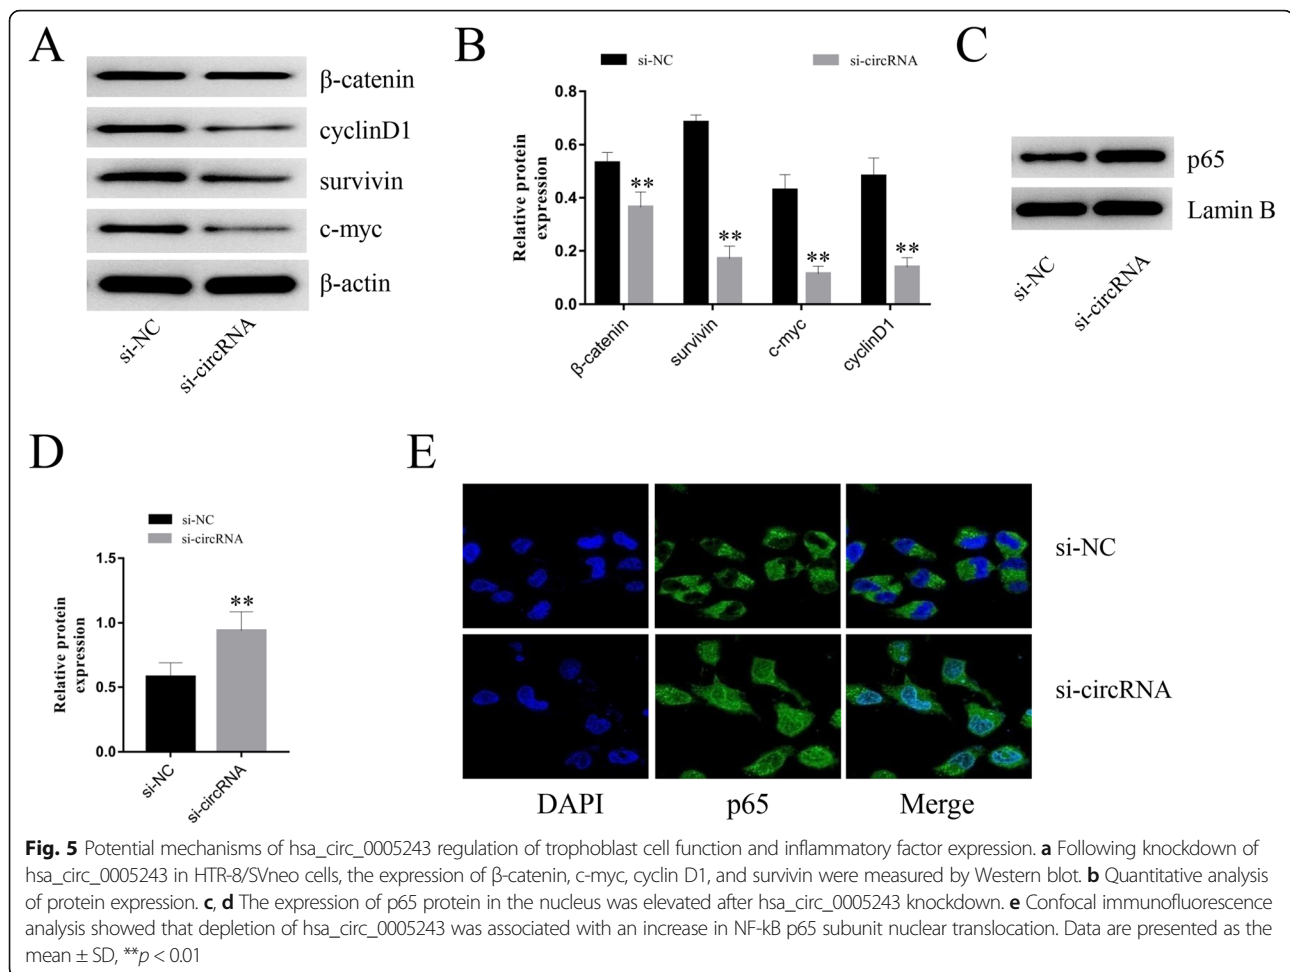 A
β-catenin
cyclinD1
survivin
c-myc
β-actin
si-NC
si-circRNA
B
si-NC
si-circRNA
Relative protein
expression
0.8
0.6
0.4
0.2
0.0
**
**
**
**
β-catenin
survivin
c-myc
cyclinD1
C
p65
Lamin B
si-NC
si-circRNA
D
si-NC
si-circRNA
Relative protein
expression
1.5
1.0
0.5
0.0
**
si-NC
si-circRNA
E
si-NC
si-circRNA
DAPI
p65
Merge
Fig. 5 Potential mechanisms of hsa_circ_0005243 regulation of trophoblast cell function and inflammatory factor expression. a Following knockdown of
hsa_circ_0005243 in HTR-8/SVneo cells, the expression of β-catenin, c-myc, cyclin D1, and survivin were measured by Western blot. b Quantitative analysis
of protein expression. c, d The expression of p65 protein in the nucleus was elevated after hsa_circ_0005243 knockdown. e Confocal immunofluorescence
analysis showed that depletion of hsa_circ_0005243 was associated with an increase in NF-kB p65 subunit nuclear translocation. Data are presented as the
mean ± SD, **p < 0.01